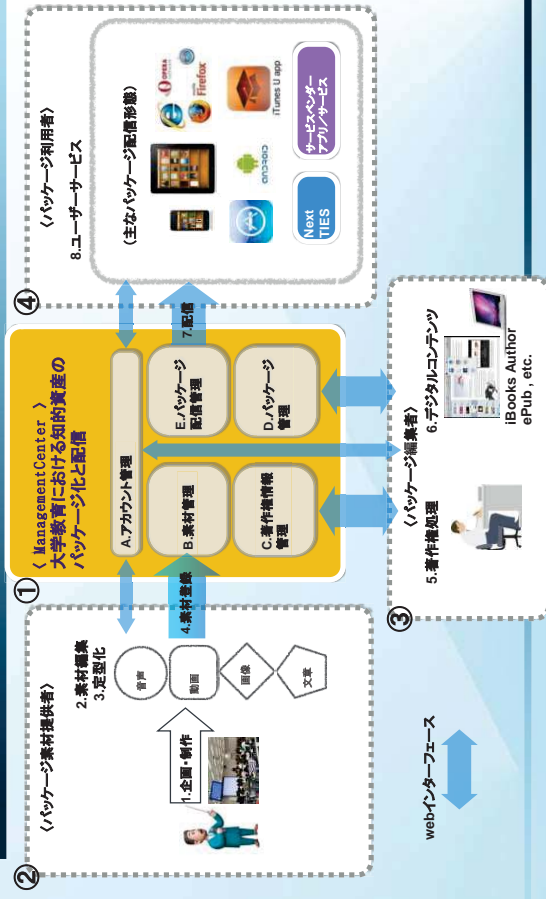 ①
〈 ManagementCenter 〉
大学教育における知的資産の
パッケージ化と配信
A.アカウント管理
B.素材管理
E.パッケージ
配信管理
C.著作権情報
管理
D.パッケージ
管理
②
〈パッケージ素材提供者〉
2.素材編集
3.定型化
1.企画・制作
音声
動画
画像
文章
4.素材登録
7.配信
③
〈パッケージ編集者〉
5.著作権処理
6.デジタルコンテンツ
iBooks Author
ePub , etc.
④
〈パッケージ利用者〉
8.ユーザーサービス
(主なパッケージ配信形態)
OPERA
Firefox
ANDROID
iTunes U app
Next
TIES
サービスベンダー
アプリ／サービス
webインターフェース